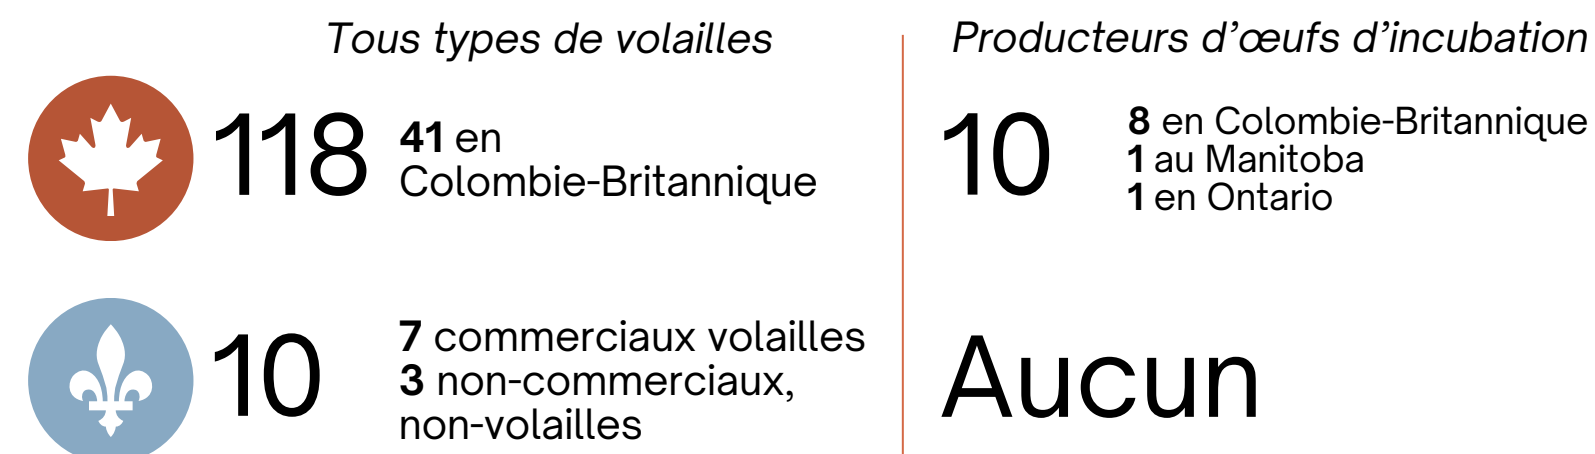 Tous types de volailles
118
41 en
Colombie-Britannique
10
7 commerciaux volailles
3 non-commerciaux,
non-volailles
Producteurs d’œufs d’incubation
10
8 en Colombie-Britannique
1 au Manitoba
1 en Ontario
Aucun